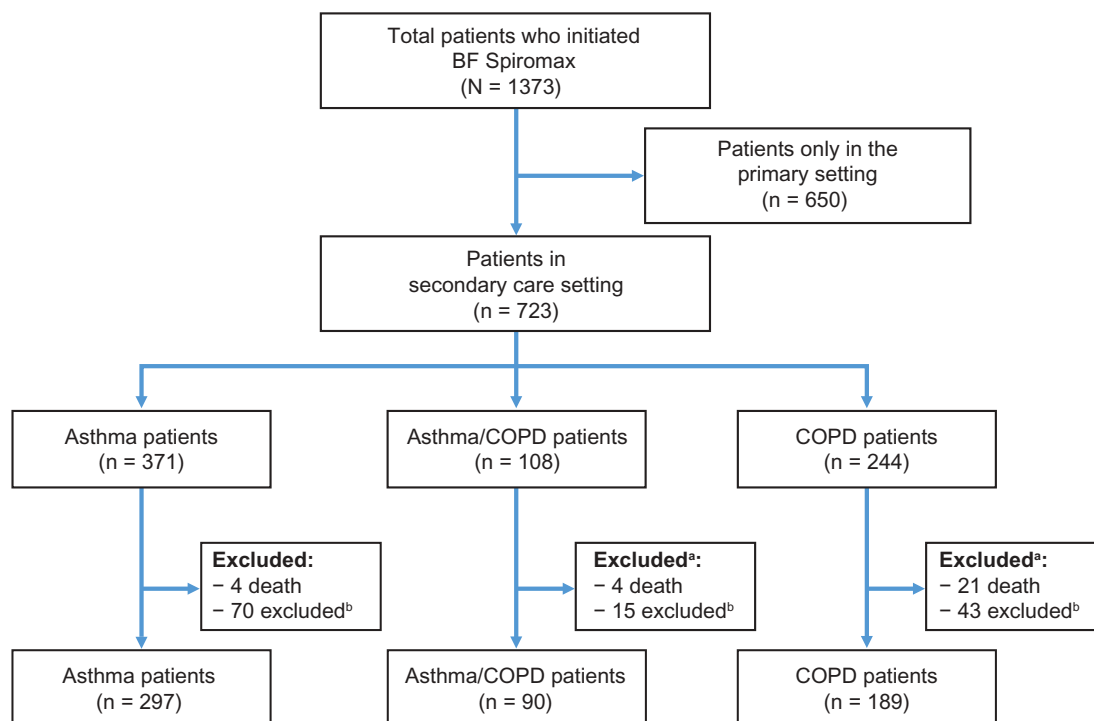 Total patients who initiated
BF Spiromax
(N = 1373)
Patients only in the
primary setting
(n = 650)
Patients in
secondary care setting
(n = 723)
Asthma patients
(n = 371)
Asthma/COPD patients
(n = 108)
COPD patients
(n = 244)
Excluded:
− 4 death
− 70 excludedᵇ
Excludedᵃ:
− 4 death
− 15 excludedᵇ
Excludedᵃ:
− 21 death
− 43 excludedᵇ
Asthma patients
(n = 297)
Asthma/COPD patients
(n = 90)
COPD patients
(n = 189)